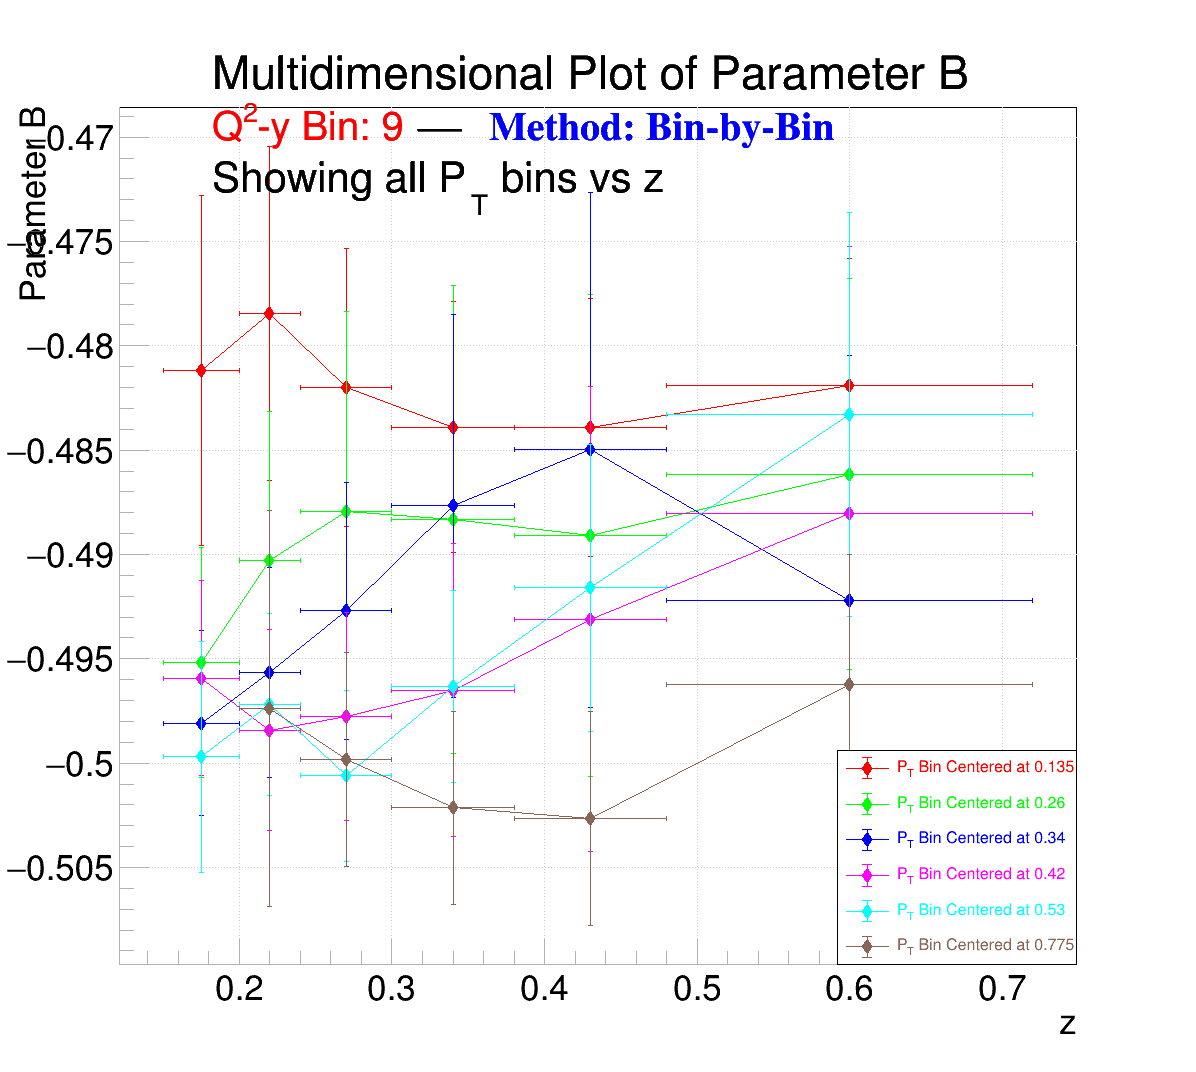 Multidimensional Plot of Parameter B
Q2-y Bin: 9 — Method: Bin-by-Bin
Showing all PT bins vs z
Parameter B
0.47
−0.475
−0.48
−0.485
−0.49
−0.495
−0.5
−0.505
PT Bin Centered at 0.135
PT Bin Centered at 0.26
PT Bin Centered at 0.34
PT Bin Centered at 0.42
PT Bin Centered at 0.53
PT Bin Centered at 0.775
0.2 0.3 0.4 0.5 0.6 0.7
z